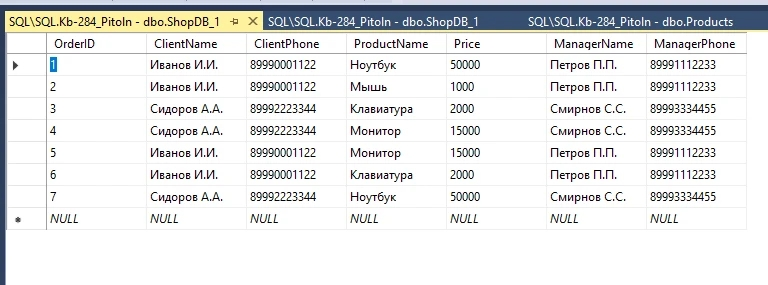 SQL\SQL.Kb-284_PitoIn - dbo.ShopDB_1 SQL\SQL.Kb-284_PitoIn - dbo.ShopDB_1 SQL\SQL.Kb-284_PitoIn - dbo.Products
OrderID ClientName ClientPhone ProductName Price ManagerName ManagerPhone
1 Иванов И.И. 89990001122 Ноутбук 50000 Петров П.П. 89991112233
2 Иванов И.И. 89990001122 Мышь 1000 Петров П.П. 89991112233
3 Сидоров А.А. 89992223344 Клавиатура 2000 Смирнов С.С. 89993334455
4 Сидоров А.А. 89992223344 Монитор 15000 Смирнов С.С. 89993334455
5 Иванов И.И. 89990001122 Монитор 15000 Петров П.П. 89991112233
6 Иванов И.И. 89990001122 Клавиатура 2000 Петров П.П. 89991112233
7 Сидоров А.А. 89992223344 Ноутбук 50000 Смирнов С.С. 89993334455
NULL NULL NULL NULL NULL NULL NULL